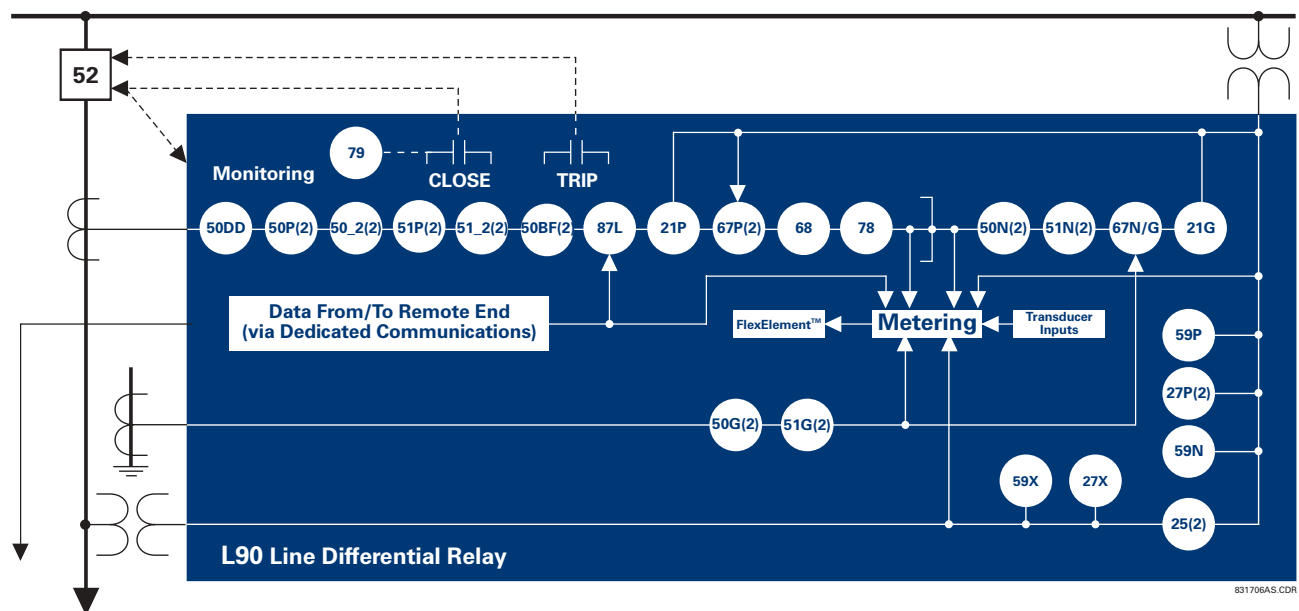 52
79
Monitoring
CLOSE
TRIP
50DD
50P(2)
50_2(2)
51P(2)
51_2(2)
50BF(2)
87L
21P
67P(2)
68
78
50N(2)
51N(2)
67N/G
21G
Data From/To Remote End
(via Dedicated Communications)
FlexElement™
Metering
Transducer
Inputs
59P
27P(2)
50G(2)
51G(2)
59N
59X
27X
25(2)
L90 Line Differential Relay
831706AS.CDR